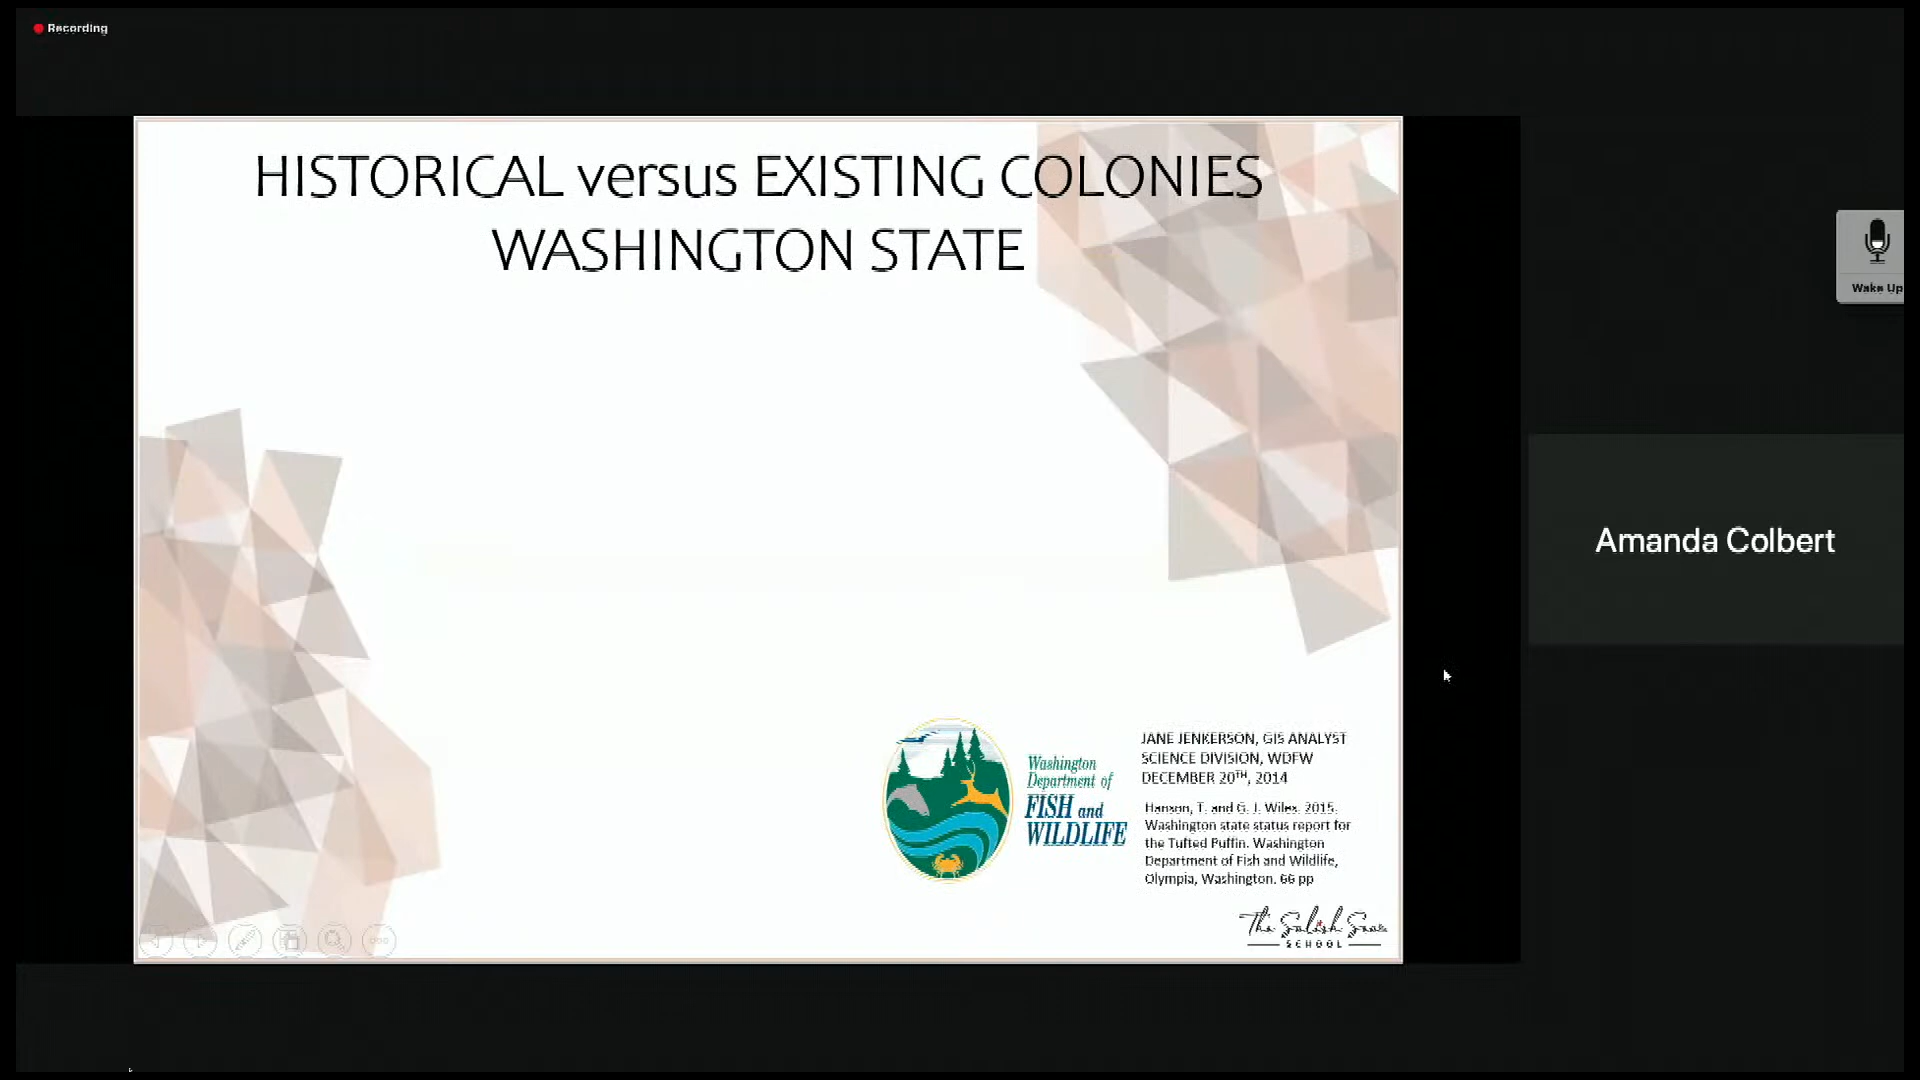 Recording
HISTORICAL versus EXISTING COLONIES
WASHINGTON STATE
Wake Up
Amanda Colbert
Washington
Department of
FISH and
WILDLIFE
JANE JENKERSON, GIS ANALYST
SCIENCE DIVISION, WDFW
DECEMBER 20TH, 2014
Hanson, T. and G. J. Wiles. 2015.
Washington state status report for
the Tufted Puffin. Washington
Department of Fish and Wildlife,
Olympia, Washington. 66 pp
The Salish Sea
SCHOOL